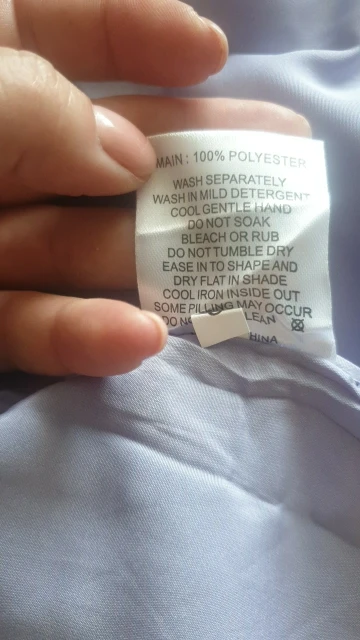 MAIN : 100% POLYESTER
WASH SEPARATELY
WASH IN MILD DETERGENT
COOL GENTLE HAND
DO NOT SOAK
BLEACH OR RUB
DO NOT TUMBLE DRY
EASE IN TO SHAPE AND
DRY FLAT IN SHADE
COOL IRON INSIDE OUT
SOME PILLING MAY OCCUR
DO